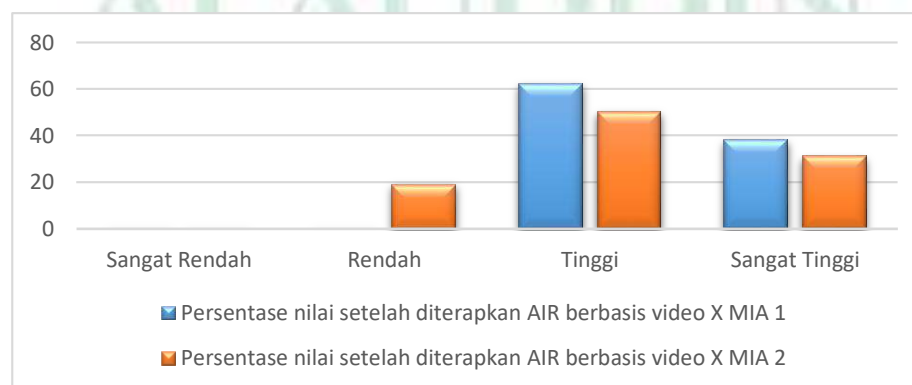 80
60
40
20
0
Sangat Rendah Rendah Tinggi Sangat Tinggi
Persentase nilai setelah diterapkan AIR berbasis video X MIA 1
Persentase nilai setelah diterapkan AIR berbasis video X MIA 2